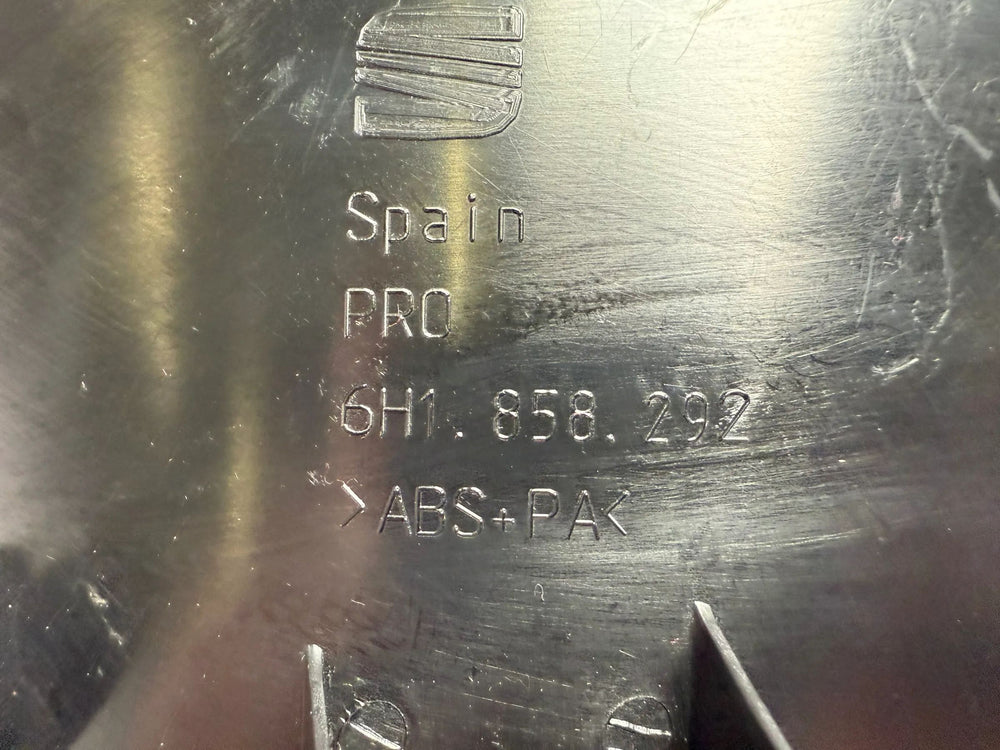 Spain
PRO
6H1.858.292
>ABS+PA<